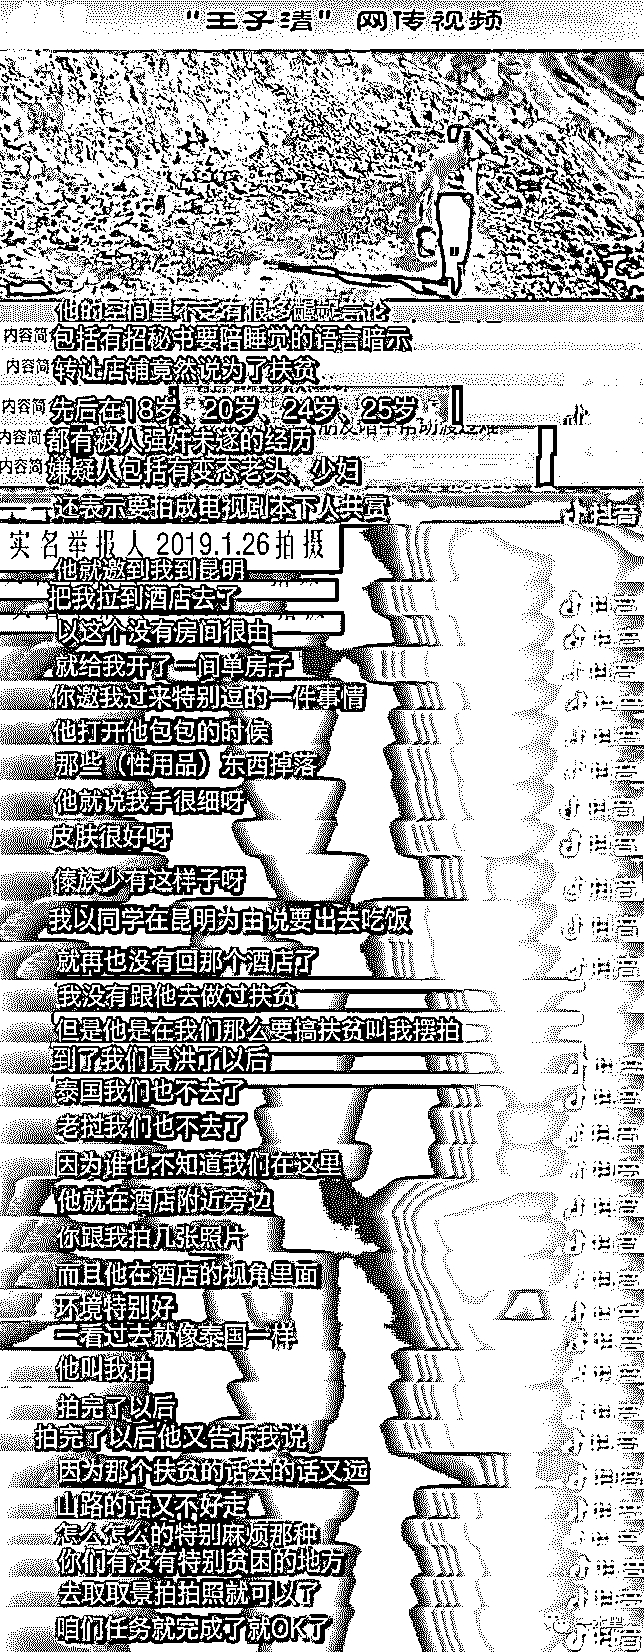 "王子清" 网传视频
他的空间里不乏有很多
内容简 包括有招秘书要陪睡觉的语言暗示
内容简 转让店铺竟然说为了扶贫
内容简 先后在18岁、20岁、24岁、25岁
内容简 都有被人强奸未遂的经历
内容简 嫌疑人包括有变态老头、少妇
还表示要拍成电视剧本下人共富
实名举报人 2019.1.26拍摄
他就邀到我到昆明
把我拉到酒店去了
以这个没有房间很由
就给我开了一间单房子
你邀我过来特别逗的一件事情
他打开他包包的时候
那些（性用品）东西掉落
他就说我手很细呀
皮肤很好呀
傣族少有这样子呀
我以同学在昆明为由说要出去吃饭
就再也没有回那个酒店了
我没有跟他去做过扶贫
但是他是在我们那么要搞扶贫叫我摆拍
到了我们景洪了以后
泰国我们也不去了
老挝我们也不去了
因为谁也不知道我们在这里
他就在酒店附近旁边
你跟我拍几张照片
而且他在酒店的视角里面
环境特别好
一看过去就像泰国一样
他叫我拍
拍完了以后
拍完了以后他又告诉我说
因为那个扶贫的话去的话又远
山路的话又不好走
怎么怎么的特别麻烦那种
你们有没有特别贫困的地方
去取取景拍拍照就可以了
咱们任务就完成了就OK了